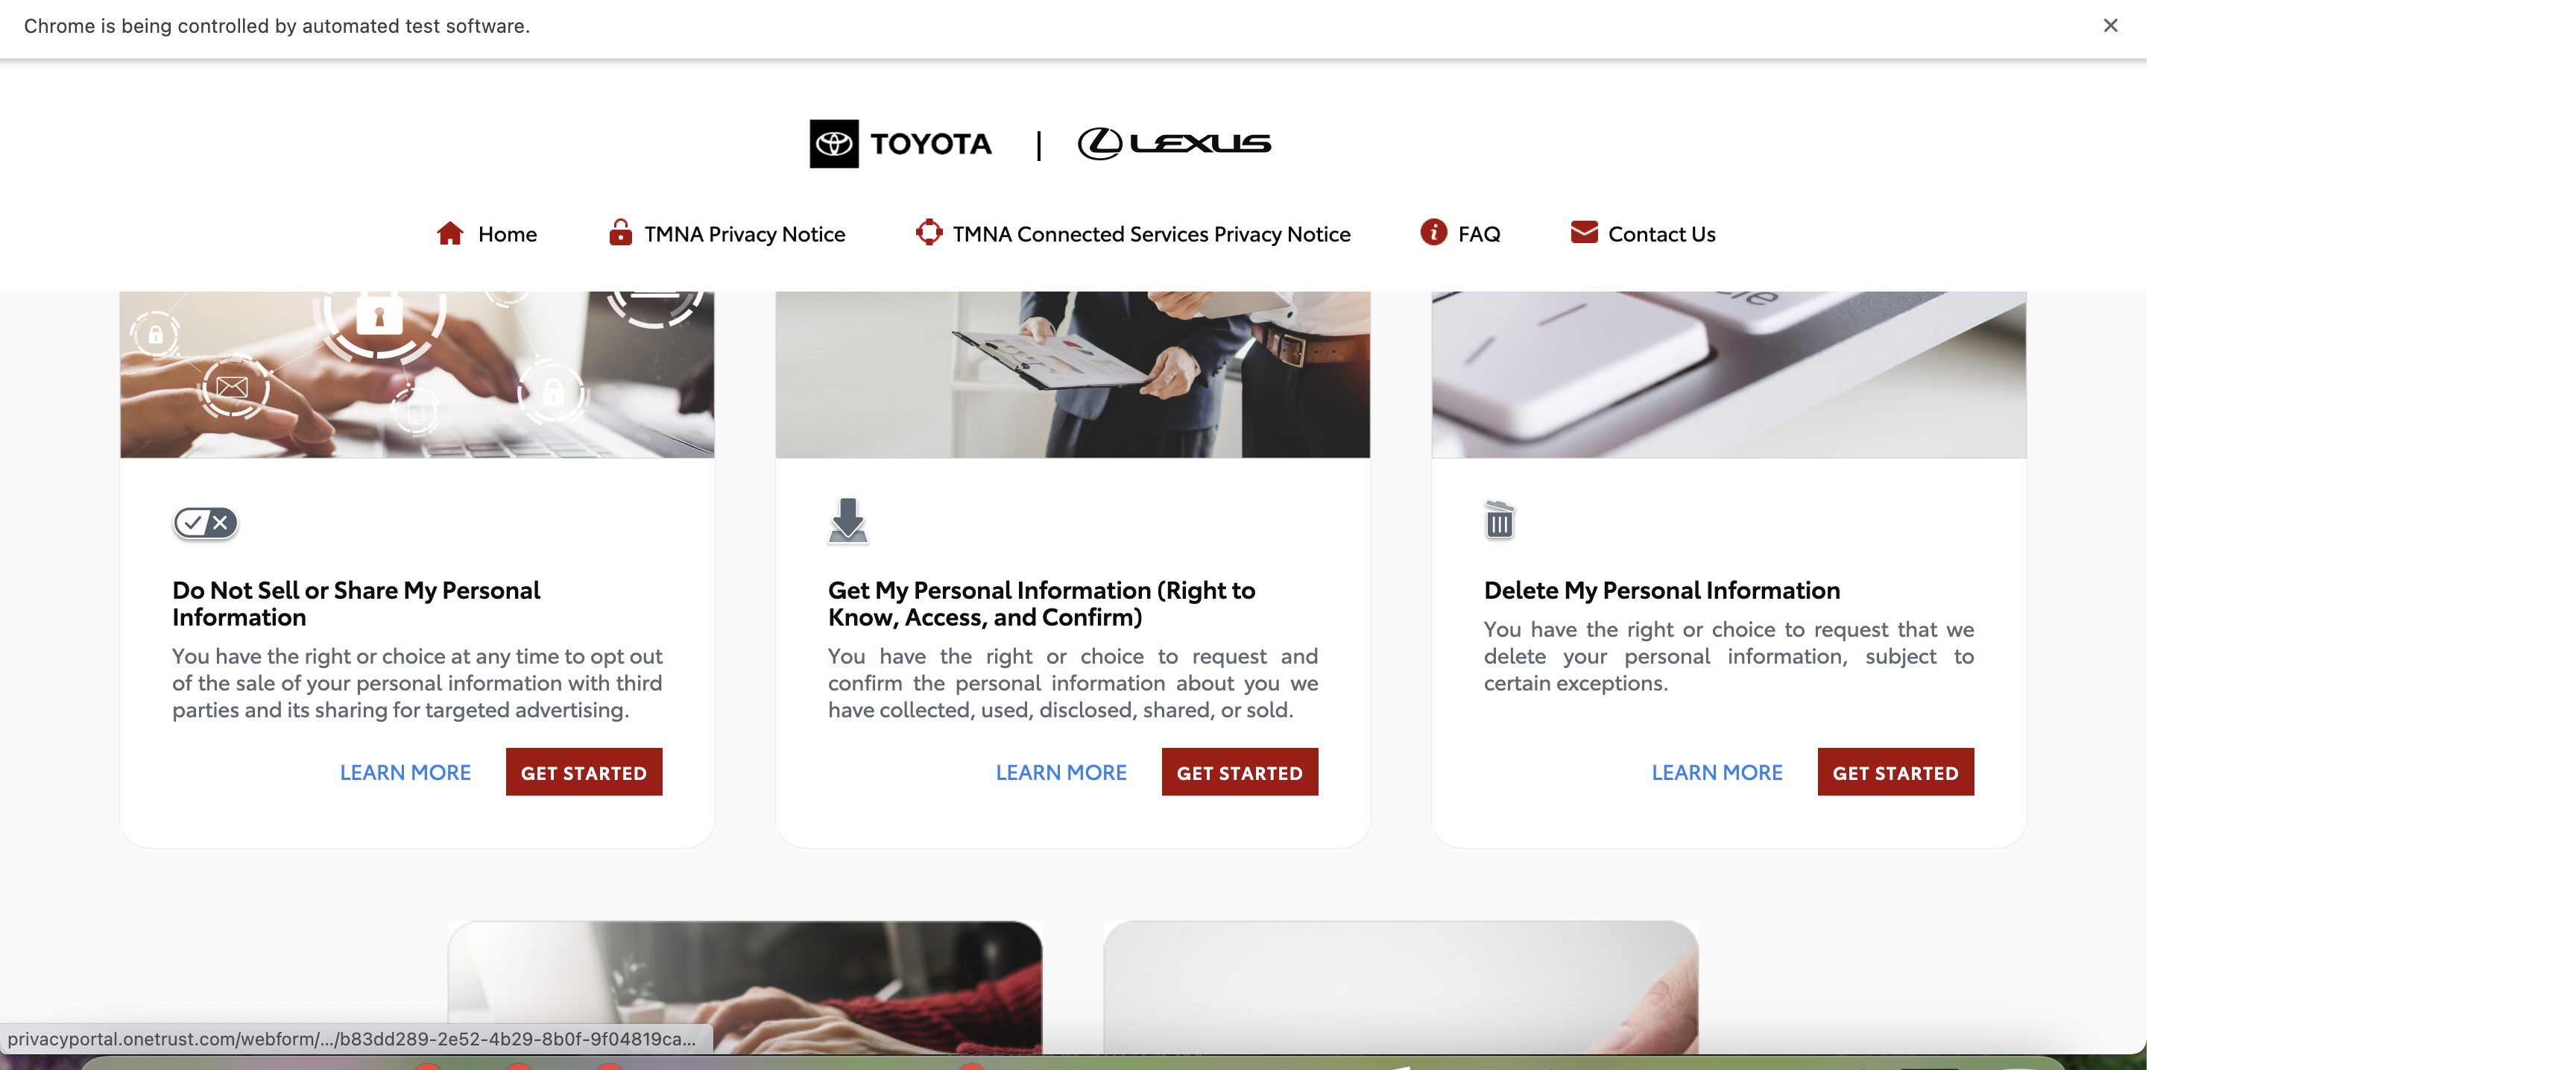 Chrome is being controlled by automated test software.
TOYOTA | LEXUS
Home TMNA Privacy Notice TMNA Connected Services Privacy Notice FAQ Contact Us
Do Not Sell or Share My Personal
Information
You have the right or choice at any time to opt out
of the sale of your personal information with third
parties and its sharing for targeted advertising.
LEARN MORE GET STARTED
Get My Personal Information (Right to
Know, Access, and Confirm)
You have the right or choice to request and
confirm the personal information about you we
have collected, used, disclosed, shared, or sold.
LEARN MORE GET STARTED
Delete My Personal Information
You have the right or choice to request that we
delete your personal information, subject to
certain exceptions.
LEARN MORE GET STARTED
privacyportal.onetrust.com/webform/.../b83dd289-2e52-4b29-8b0f-9f04819ca...